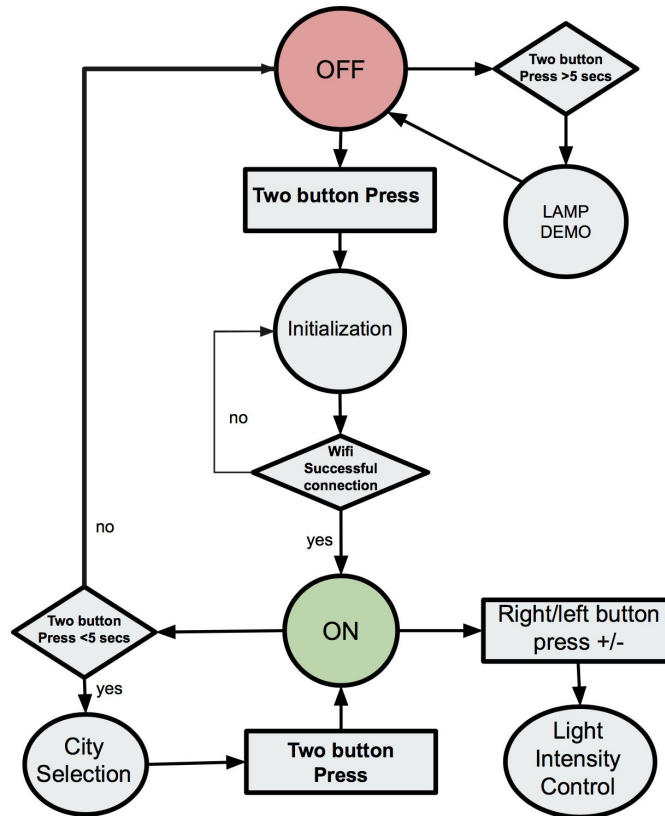 OFF
Two button
Press >5 secs
Two button Press
LAMP
DEMO
Initialization
no
Wifi
Successful
connection
yes
no
Two button
Press <5 secs
ON
Right/left button
press +/-
yes
City
Selection
Two button
Press
Light
Intensity
Control